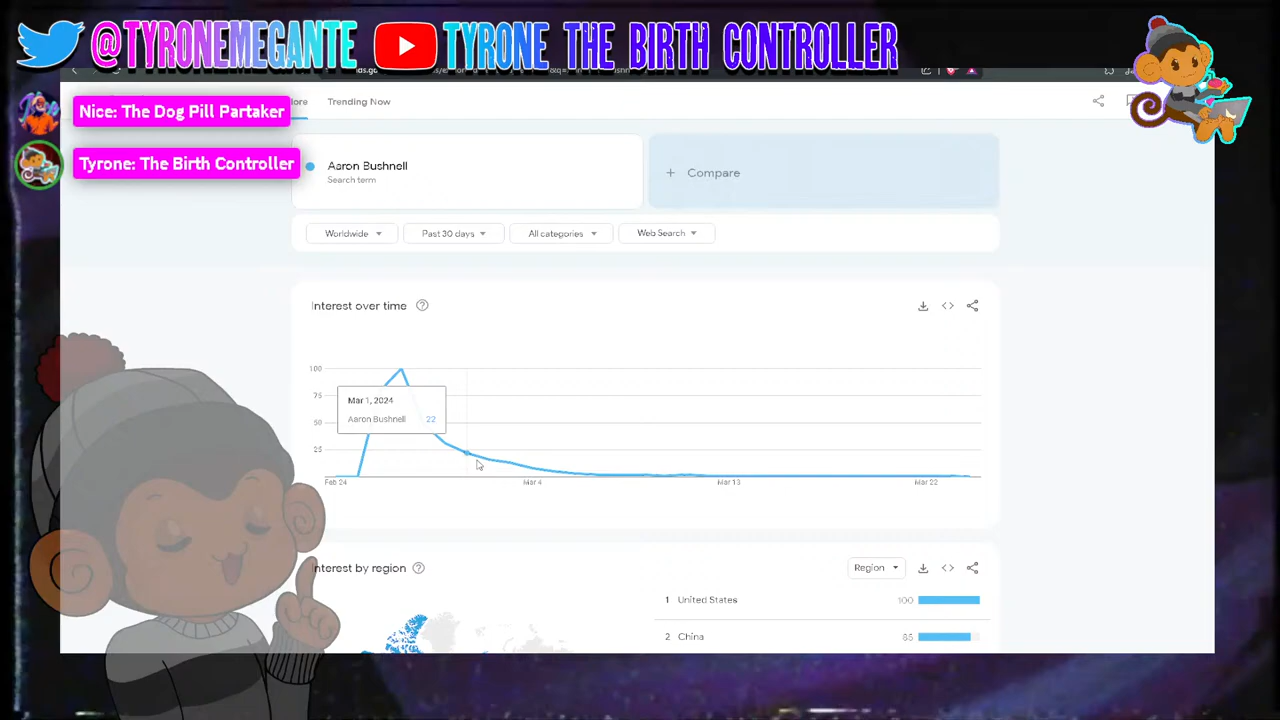 @TYRONEMEGANTE TYRONE THE BIRTH CONTROLLER
Nice: The Dog Pill Partaker
Trending Now
Tyrone: The Birth Controller
Aaron Bushnell
Search term
+ Compare
Worldwide Past 30 days All categories Web Search
Interest over time
100
75
50
25
Mar 1, 2024
Aaron Bushnell 22
Feb 24 Mar 4 Mar 13 Mar 22
Interest by region Region
1 United States 100
2 China 85